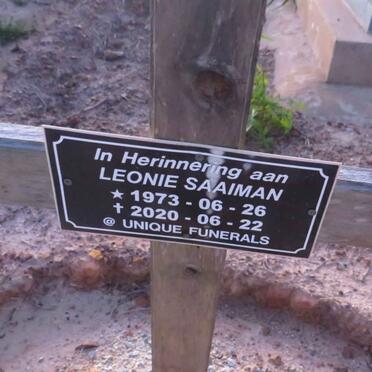 In Herinnering aan
LEONIE SAAIMAN
★ 1973 - 06 - 26
✝ 2020 - 06 - 22
@ UNIQUE FUNERALS